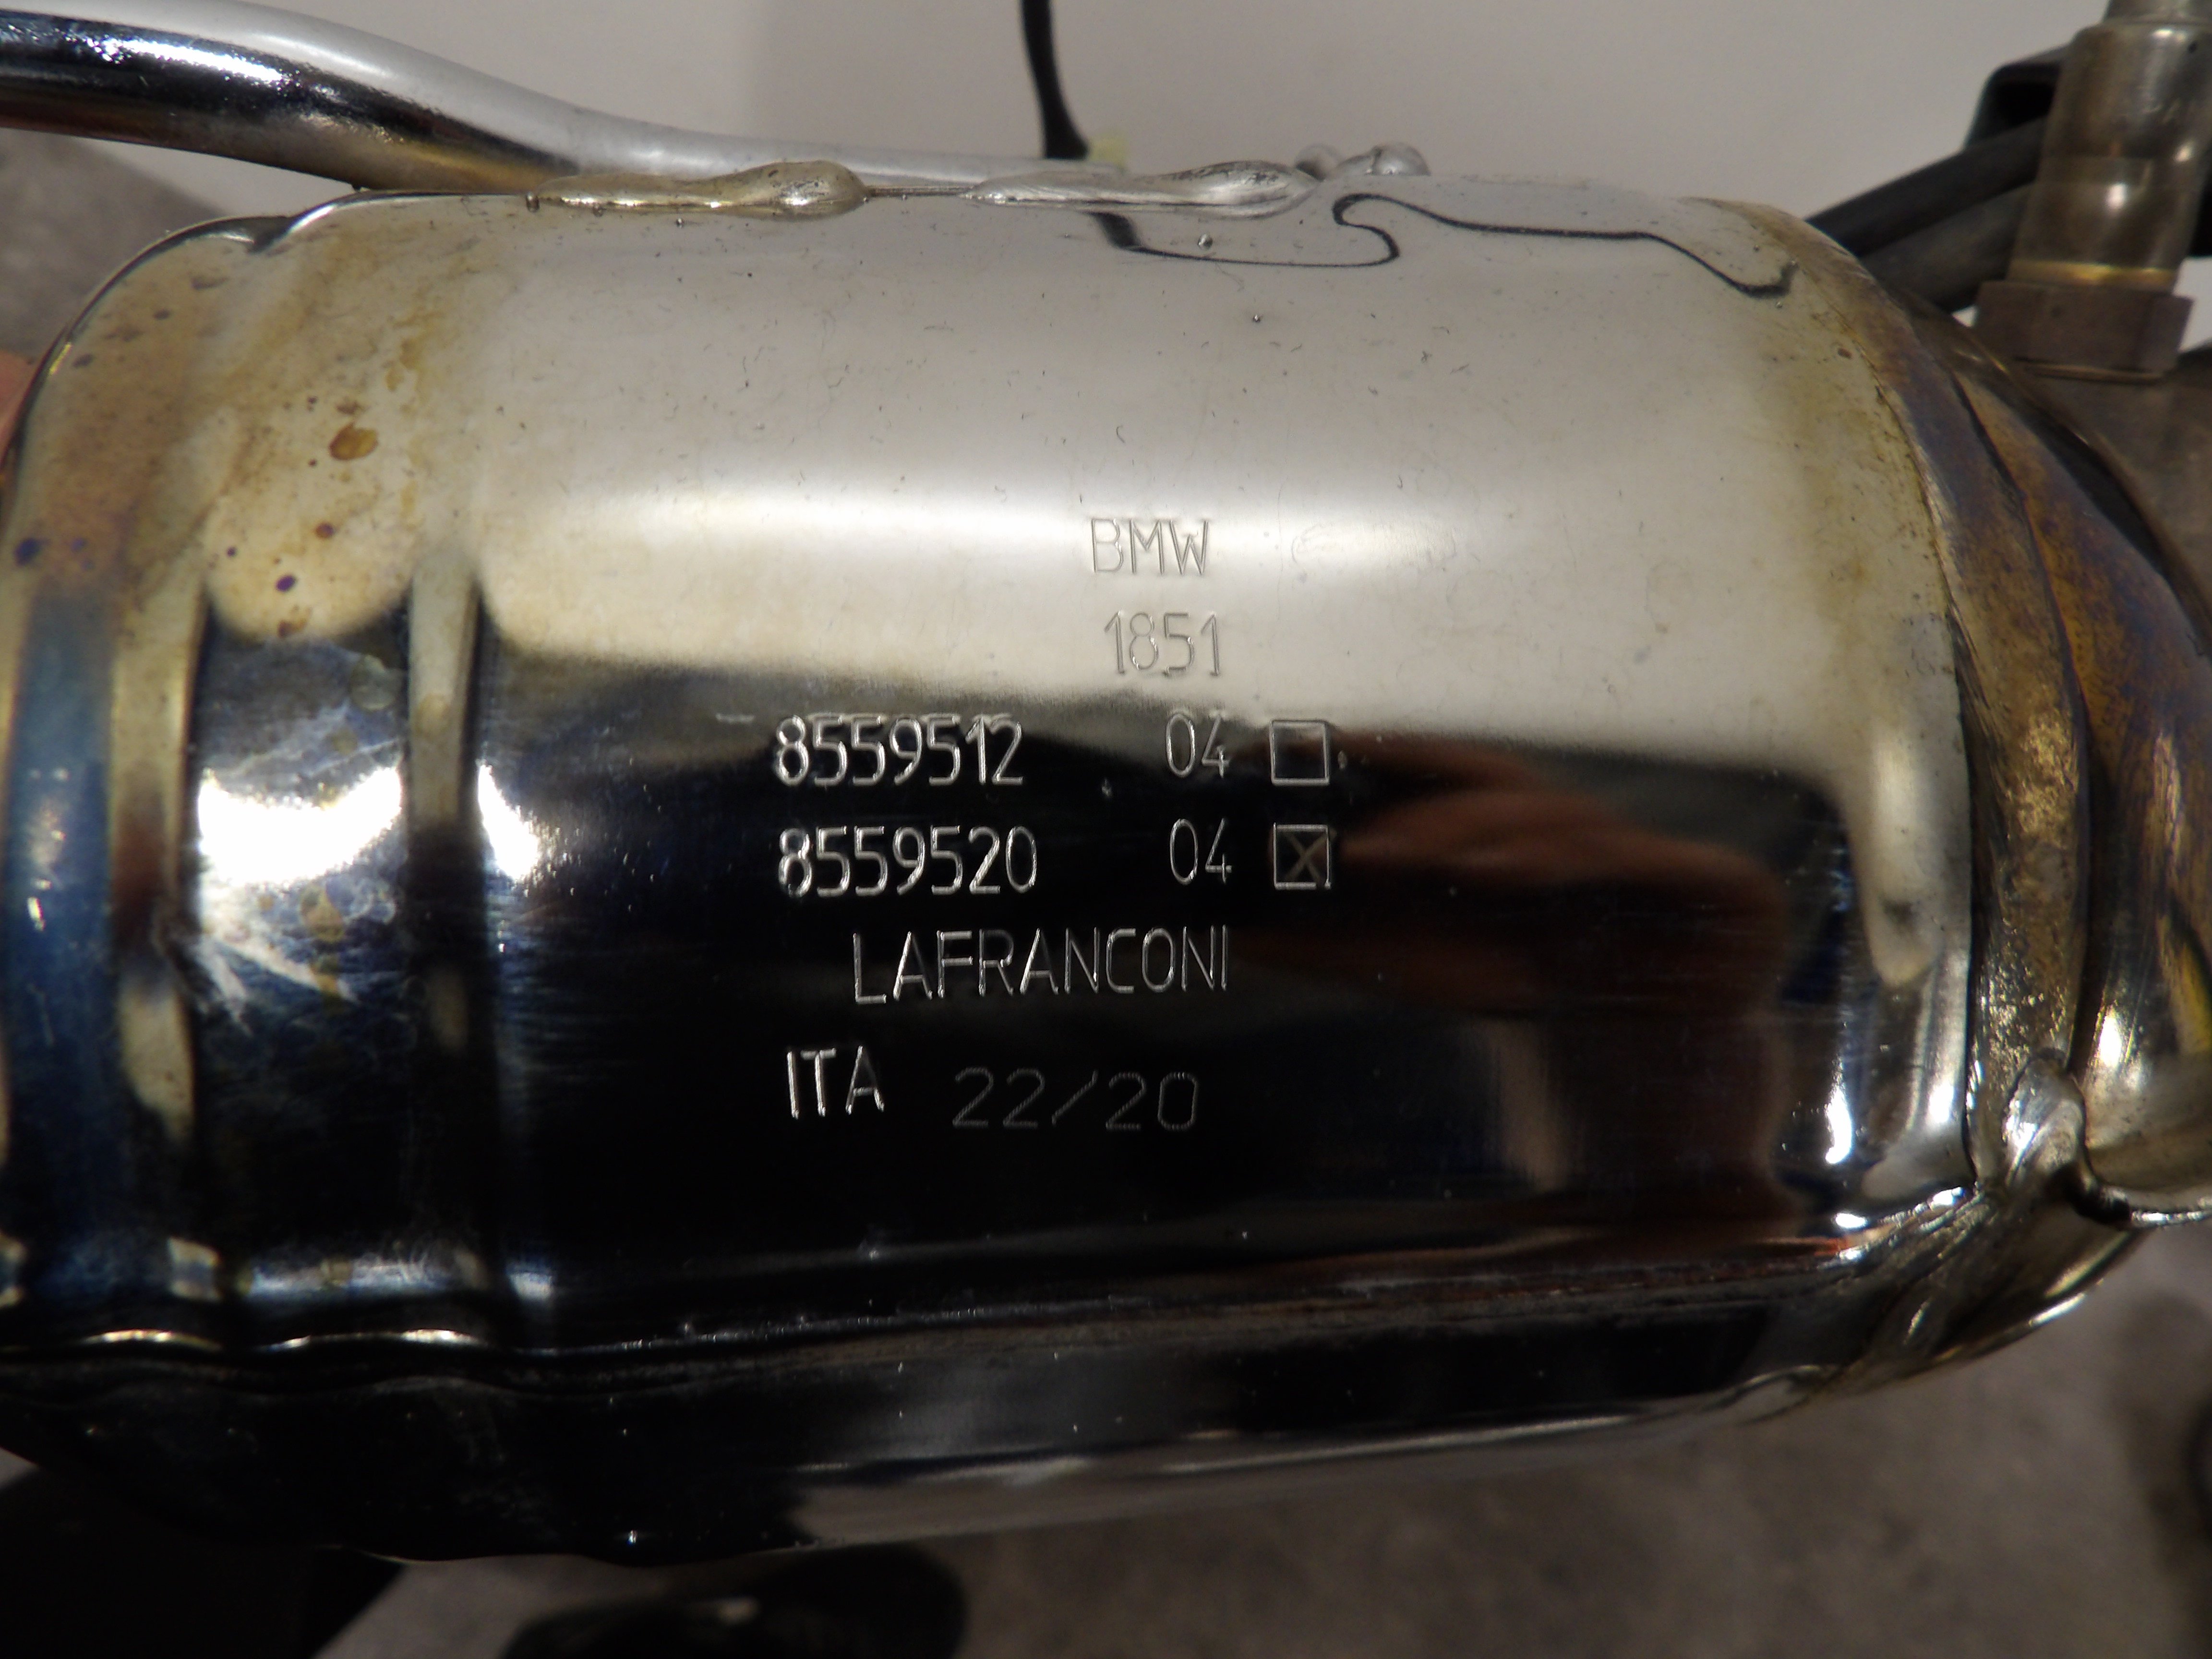 BMW
1851
8559512 04 ☐
8559520 04 ☒
LAFRANCONI
ITA 22/20